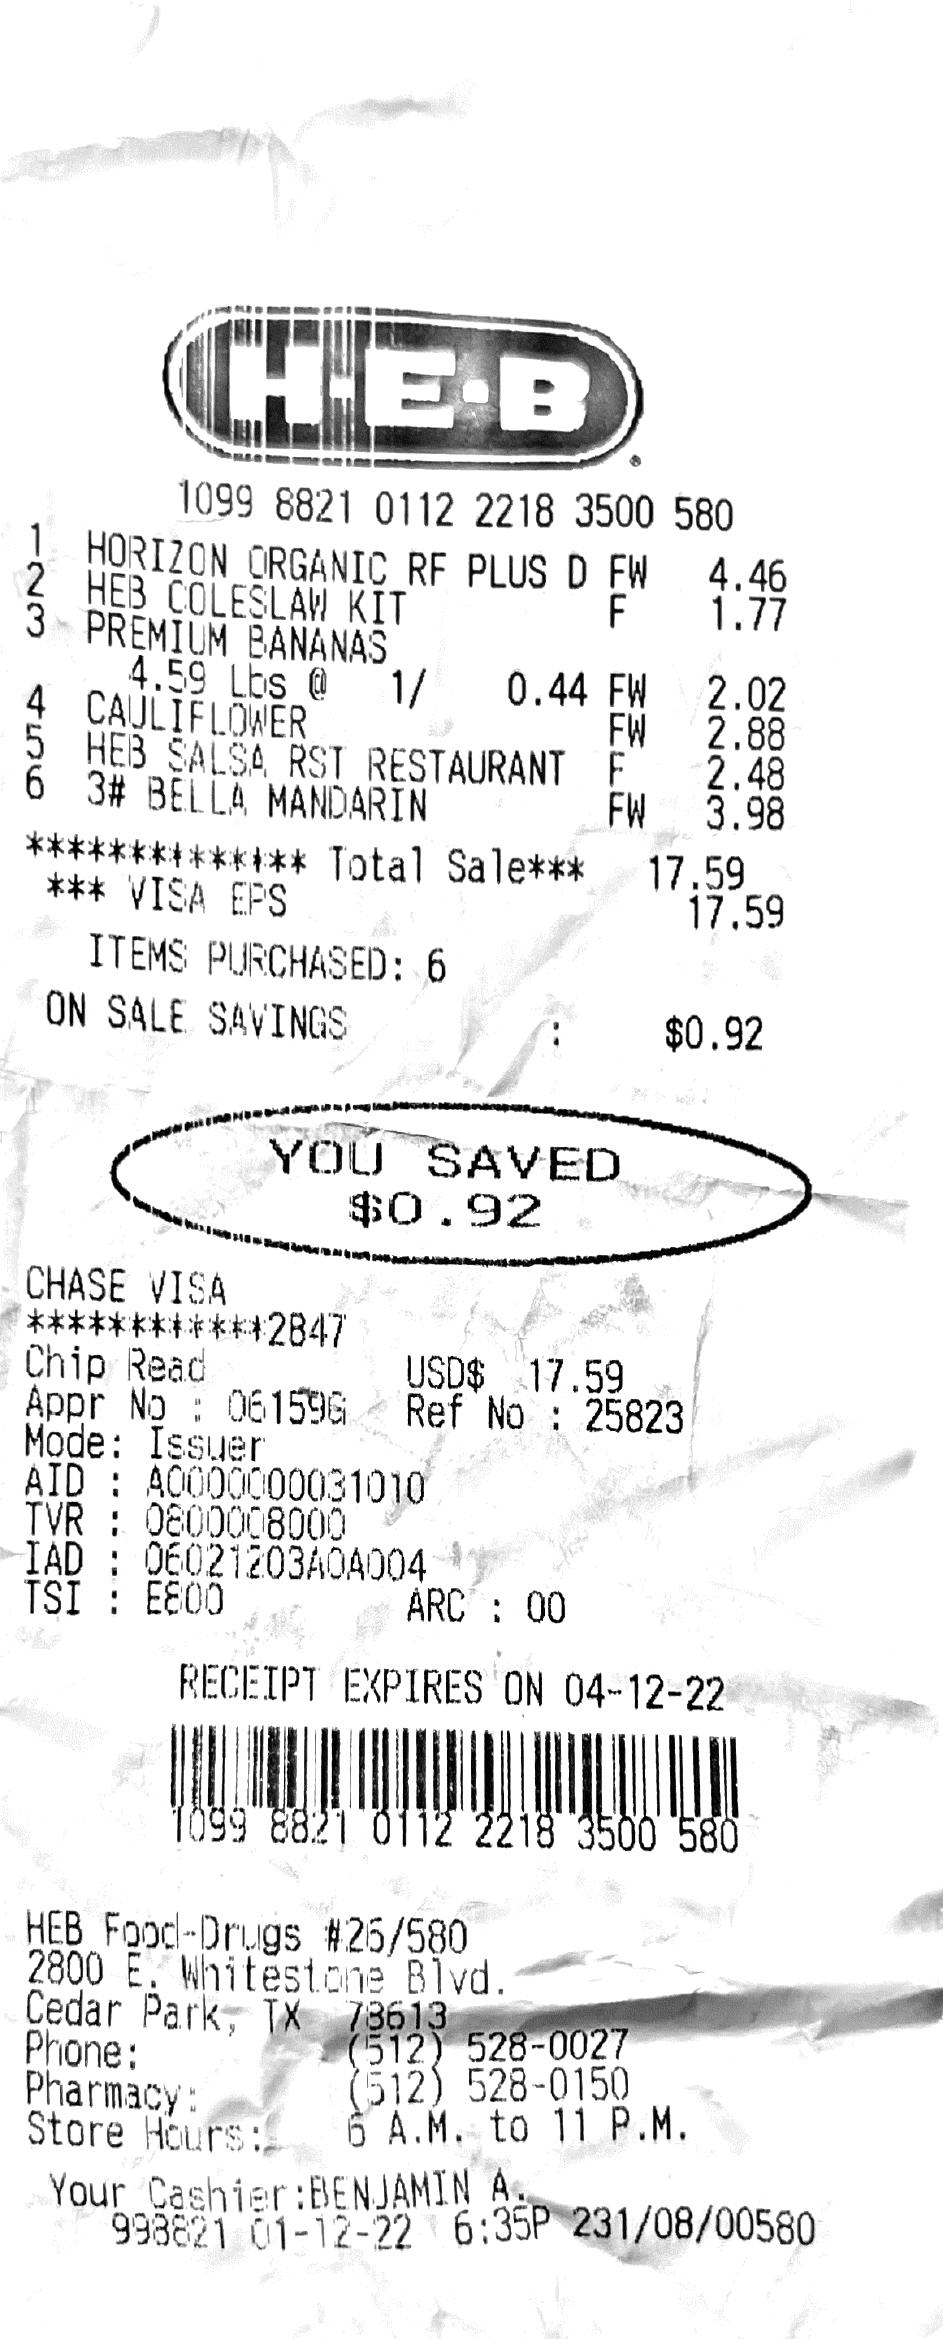 H-E-B
1099 8821 0112 2218 3500 580
1 HORIZON ORGANIC RF PLUS D FW 4.46
2 HEB COLESLAW KIT F 1.77
3 PREMIUM BANANAS
4.59 Lbs @ 1/ 0.44 FW 2.02
4 CAULIFLOWER FW 2.88
5 HEB SALSA RST RESTAURANT F 2.48
6 3# BELLA MANDARIN FW 3.98
************** Total Sale*** 17.59
*** VISA EPS 17.59
ITEMS PURCHASED: 6
ON SALE SAVINGS : $0.92
YOU SAVED
$0.92
CHASE VISA
************2847
Chip Read USD$ 17.59
Appr No : 06159G Ref No : 25823
Mode: Issuer
AID : A0000000031010
TVR : 0800008000
IAD : 06021203A0A004
TSI : E800 ARC : 00
RECEIPT EXPIRES ON 04-12-22
1099 8821 0112 2218 3500 580
HEB Food-Drugs #26/580
2800 E. Whitestone Blvd.
Cedar Park, TX 78613
Phone: (512) 528-0027
Pharmacy: (512) 528-0150
Store Hours: 6 A.M. to 11 P.M.
Your Cashier:BENJAMIN A.
998821 01-12-22 6:35P 231/08/00580